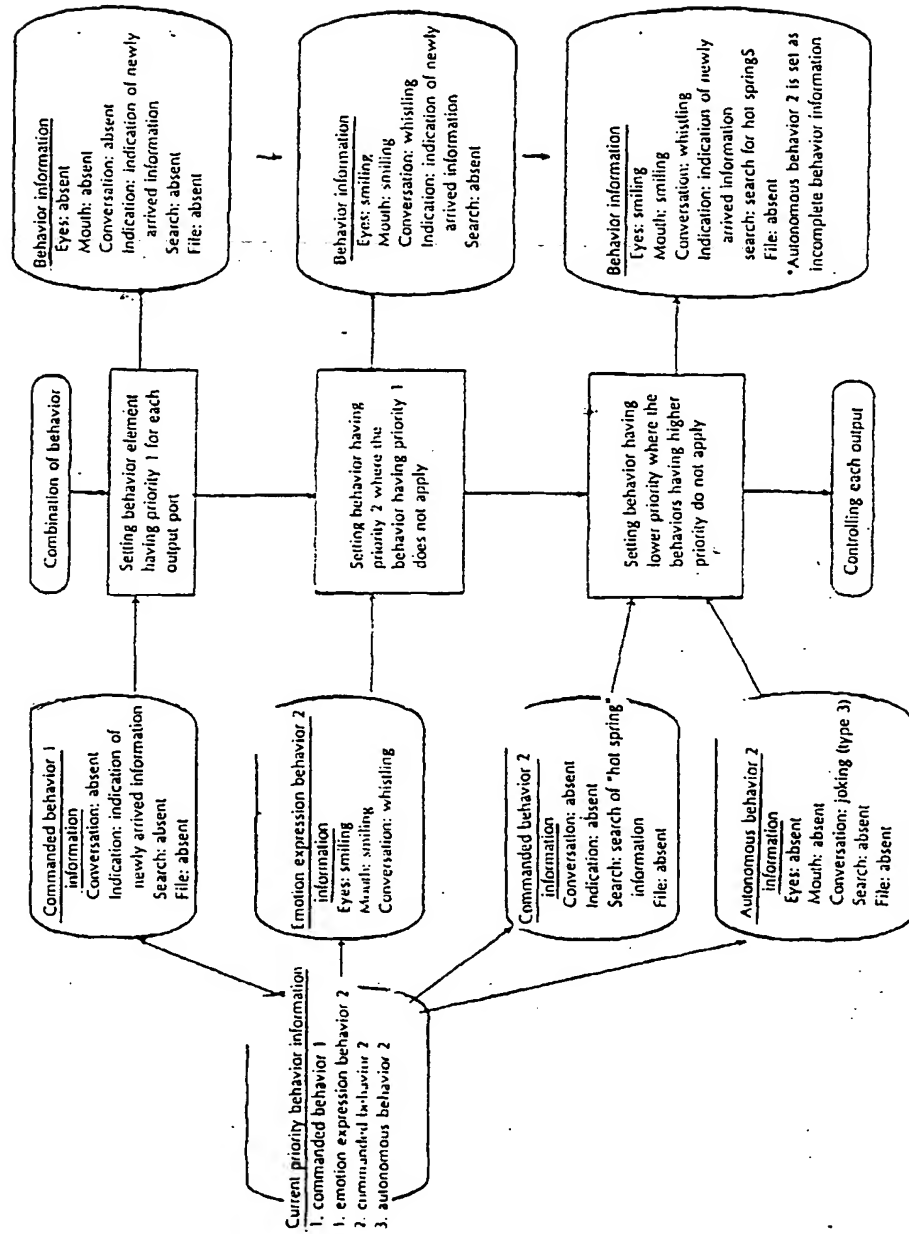 Combination of behavior
Setting behavior element
having priority 1 for each
output port
Setting behavior having
priority 2 where the
behavior having priority 1
does not apply
Setting behavior having
lower priority where the
behaviors having higher
priority do not apply
Controlling each output
Current priority behavior information
1. commanded behavior 1
1. emotion expression behavior 2
2. commanded behavior 2
3. autonomous behavior 2
Commanded behavior 1
information
Conversation: absent
Indication: indication of
newly arrived information
Search: absent
File: absent
Emotion expression behavior 2
information
Eyes: smiling
Mouth: smiling
Conversation: whistling
Commanded behavior 2
information
Conversation: absent
Indication: absent
Search: search of "hot spring"
information
File: absent
Autonomous behavior 2
information
Eyes: absent
Mouth: absent
Conversation: joking (type 3)
Search: absent
File: absent
Behavior information
Eyes: absent
Mouth: absent
Conversation: absent
Indication: Indication of newly
arrived information
Search: absent
File: absent
Behavior information
Eyes: smiling
Mouth: smiling
Conversation: whistling
Indication: indication of newly
arrived information
Search: absent
Behavior information
Eyes: smiling
Mouth: smiling
Conversation: whistling
Indication: indication of newly
arrived information
search: search for hot springS
File: absent
*Autonomous behavior 2 is set as
incomplete behavior information